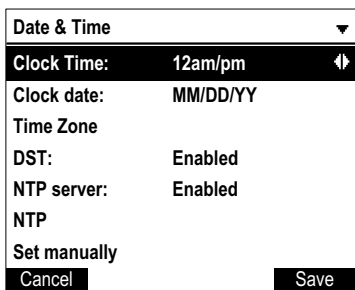 Date & Time
Clock Time: 12am/pm
Clock date: MM/DD/YY
Time Zone
DST: Enabled
NTP server: Enabled
NTP
Set manually
Cancel Save